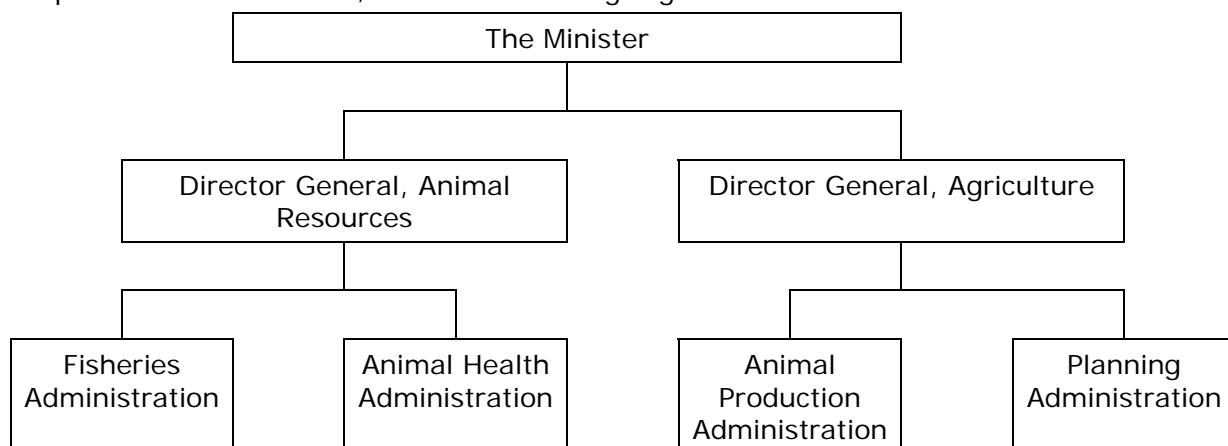 The Minister
Director General, Animal
Resources
Director General, Agriculture
Fisheries
Administration
Animal Health
Administration
Animal
Production
Administration
Planning
Administration